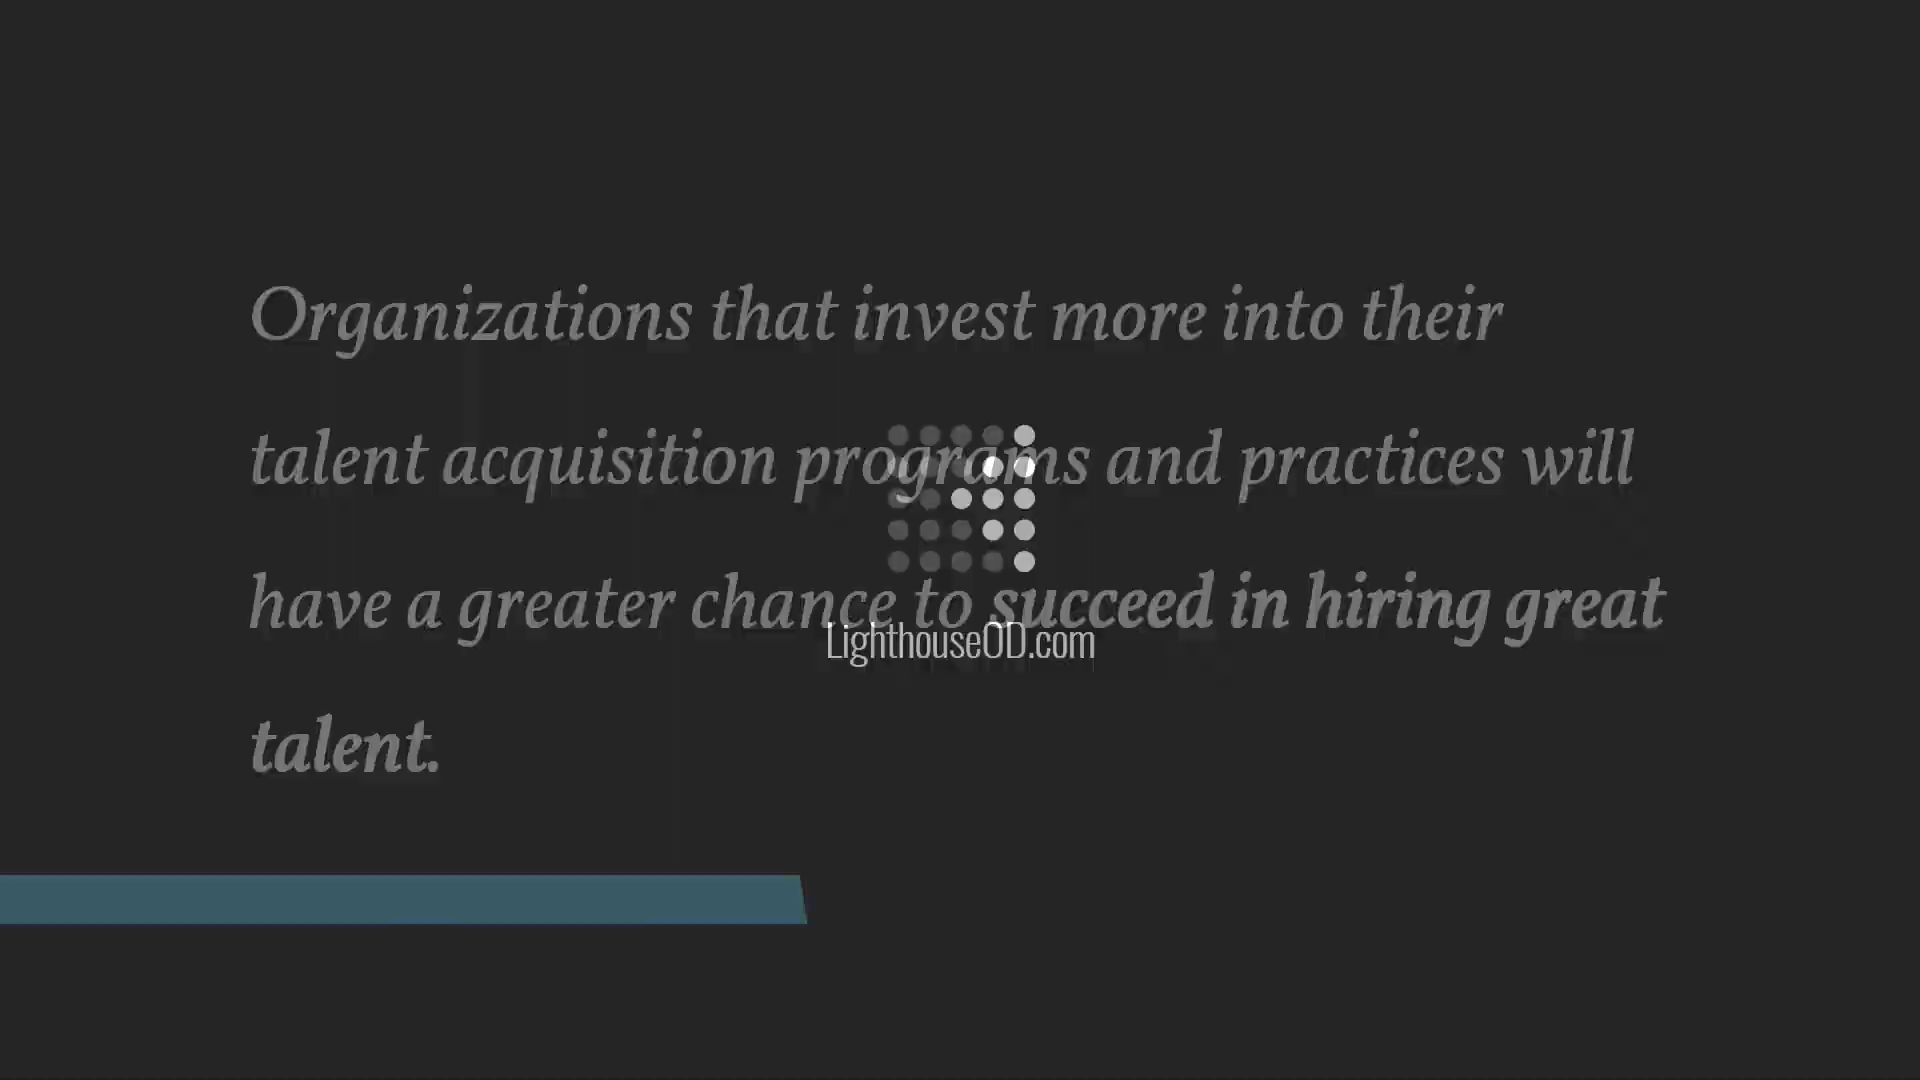 Organizations that invest more into their
talent acquisition programs and practices will
have a greater chance to succeed in hiring great
LighthouseOD.com
talent.